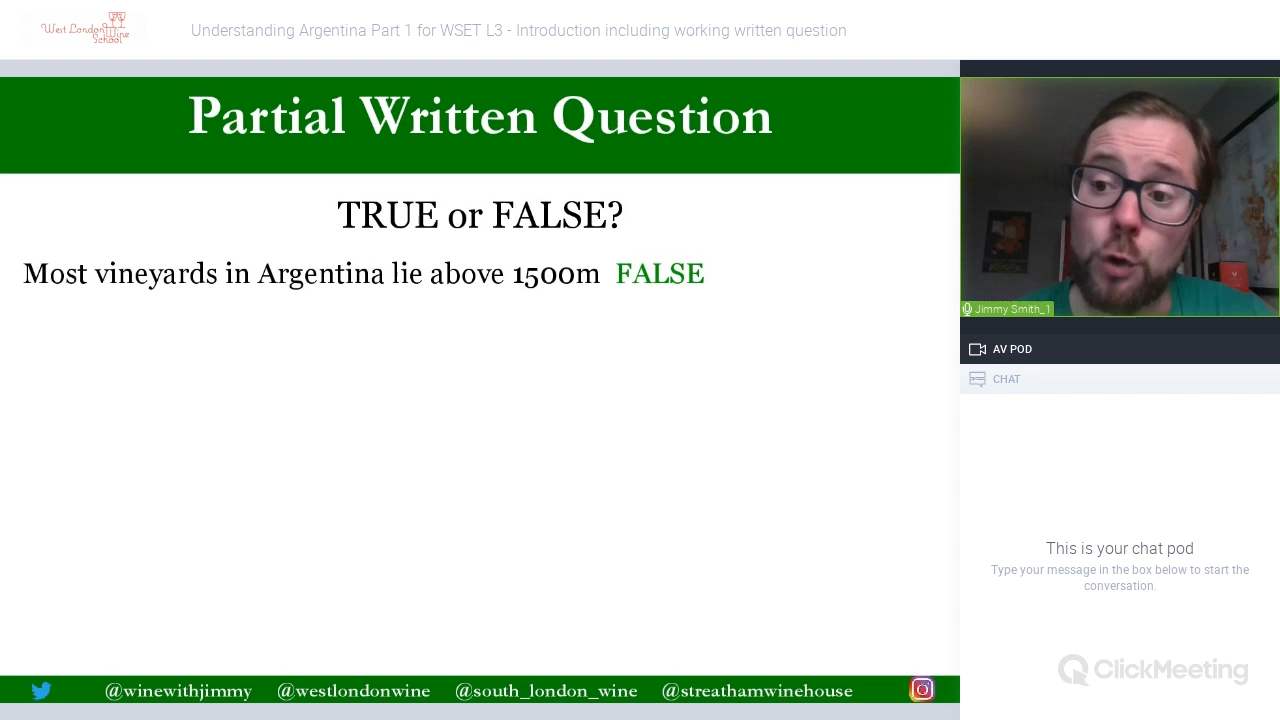 West London
Wine
School
Understanding Argentina Part 1 for WSET L3 - Introduction including working written question
Partial Written Question
TRUE or FALSE?
Most vineyards in Argentina lie above 1500m FALSE
@winewithjimmy @westlondonwine @south_london_wine @streathamwinehouse
Jimmy Smith_1
AV POD
CHAT
This is your chat pod
Type your message in the box below to start the
conversation.
ClickMeeting